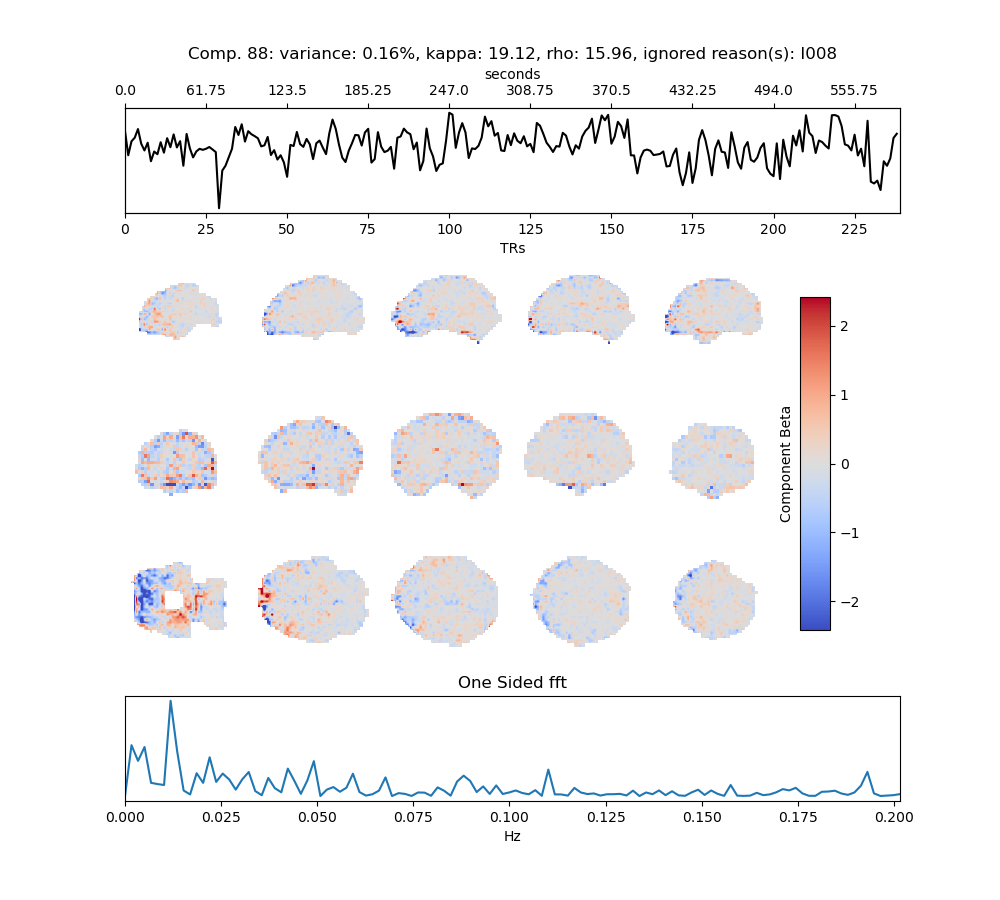 Comp. 88: variance: 0.16%, kappa: 19.12, rho: 15.96, ignored reason(s): I008
seconds
0.0 61.75 123.5 185.25 247.0 308.75 370.5 432.25 494.0 555.75
0 25 50 75 100 125 150 175 200 225
TRs
2
1
0
−1
−2
Component Beta
One Sided fft
0.000 0.025 0.050 0.075 0.100 0.125 0.150 0.175 0.200
Hz